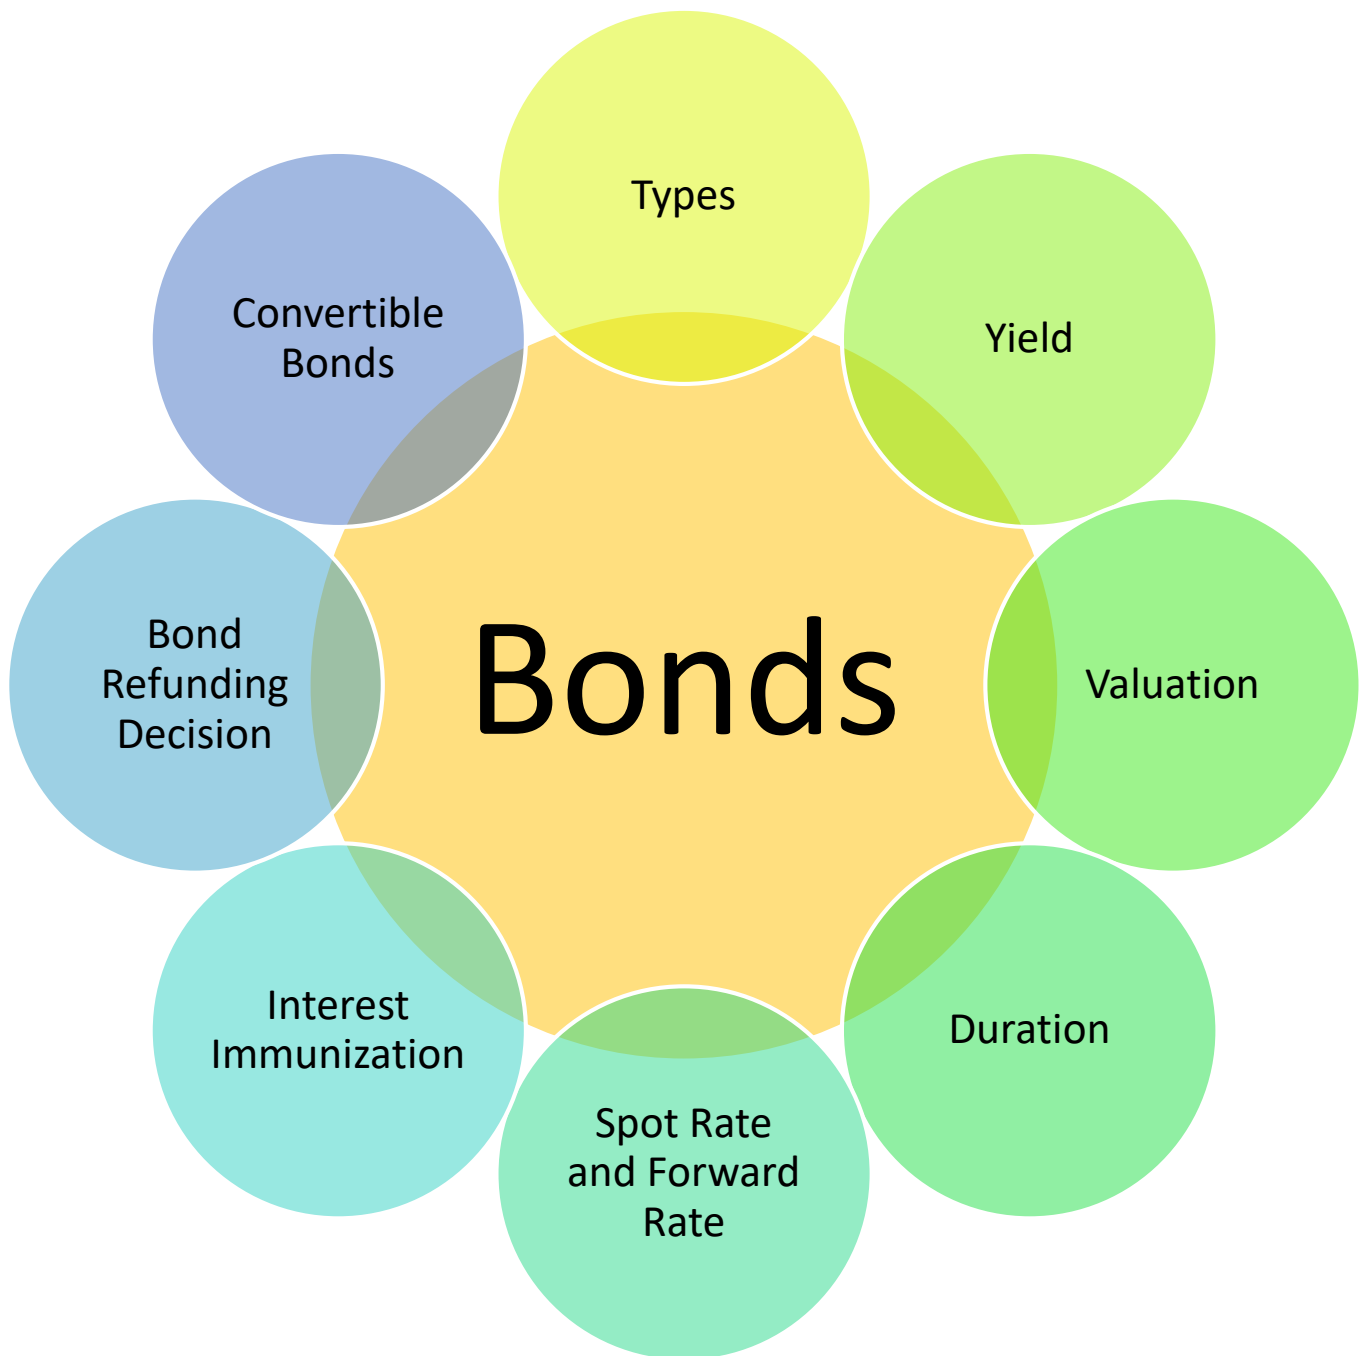 Types
Yield
Valuation
Duration
Spot Rate
and Forward
Rate
Interest
Immunization
Bond
Refunding
Decision
Convertible
Bonds
Bonds